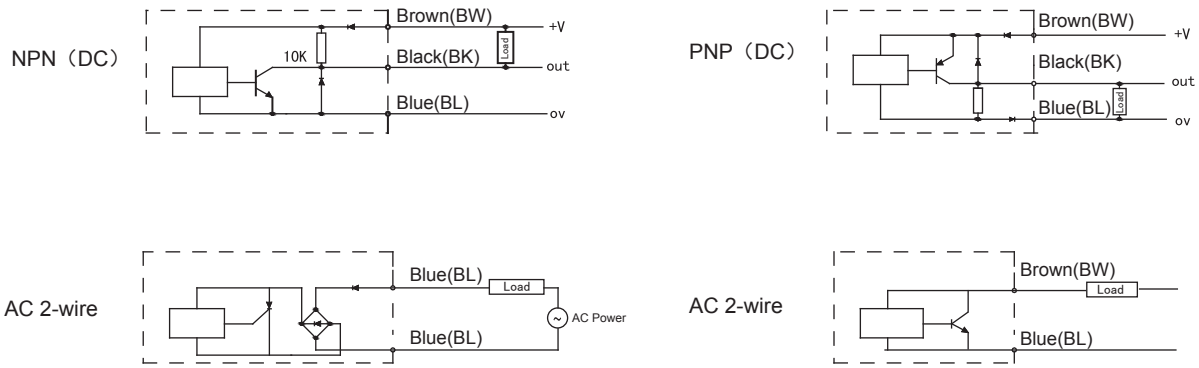 NPN（DC）
Brown(BW)
+V
10K
Load
Black(BK)
out
Blue(BL)
ov
PNP（DC）
Brown(BW)
+V
Black(BK)
out
Load
Blue(BL)
ov
AC 2-wire
Blue(BL)
Load
~
AC Power
Blue(BL)
AC 2-wire
Brown(BW)
Load
Blue(BL)